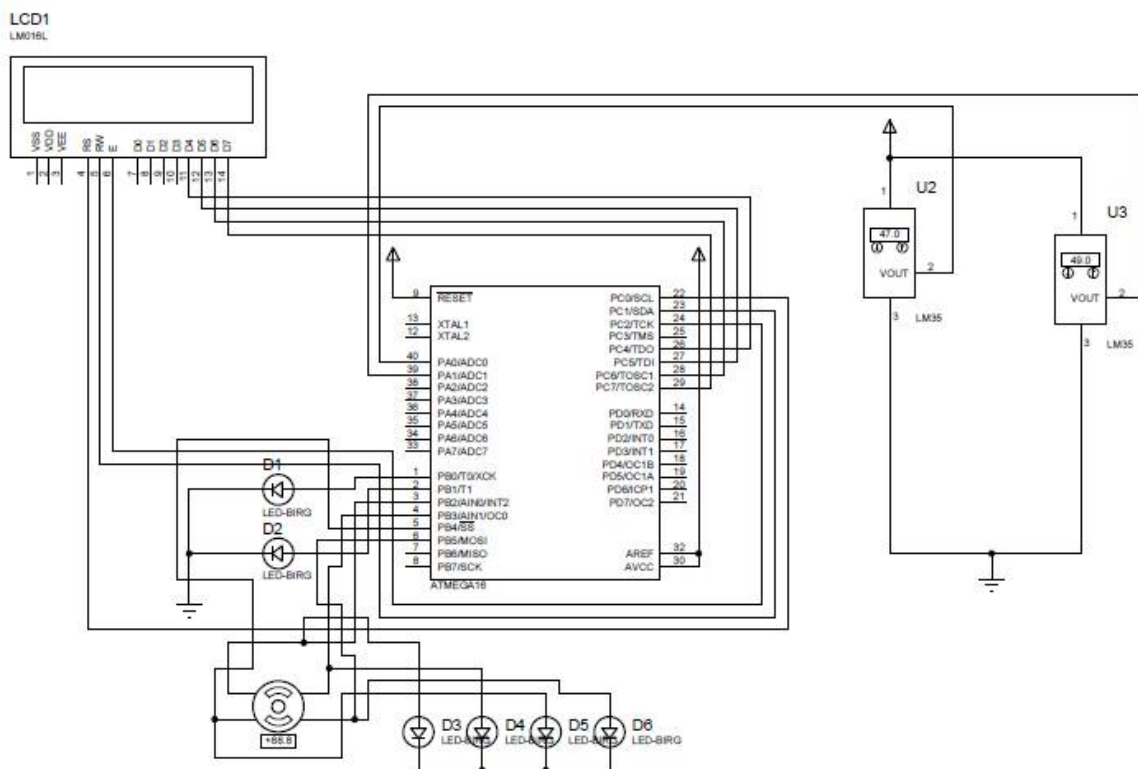 LCD1
LM016L
VSS
VDD
VEE
RS
RW
E
D0
D1
D2
D3
D4
D5
D6
D7
1
2
3
4
5
6
7
8
9
10
11
12
13
14
U2
1
47.0
VOUT
2
3
LM35
U3
1
49.0
VOUT
2
3
LM35
9 RESET
13 XTAL1
12 XTAL2
40 PA0/ADC0
39 PA1/ADC1
38 PA2/ADC2
37 PA3/ADC3
36 PA4/ADC4
35 PA5/ADC5
34 PA6/ADC6
33 PA7/ADC7
1 PB0/T0/XCK
2 PB1/T1
3 PB2/AIN0/INT2
4 PB3/AIN1/OC0
5 PB4/SS
6 PB5/MOSI
7 PB6/MISO
8 PB7/SCK
PC0/SCL 22
PC1/SDA 23
PC2/TCK 24
PC3/TMS 25
PC4/TDO 26
PC5/TDI 27
PC6/TOSC1 28
PC7/TOSC2 29
PD0/RXD 14
PD1/TXD 15
PD2/INT0 16
PD3/INT1 17
PD4/OC1B 18
PD5/OC1A 19
PD6/ICP1 20
PD7/OC2 21
AREF 32
AVCC 30
ATMEGA16
D1
LED-BIRG
D2
LED-BIRG
+88.8
D3
LED-BIRG
D4
LED-BIRG
D5
LED-BIRG
D6
LED-BIRG